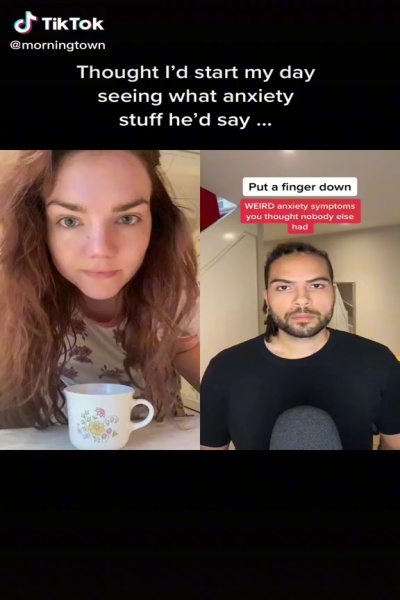 TikTok
@morningtown
Thought I'd start my day
seeing what anxiety
stuff he'd say ...
Put a finger down
WEIRD anxiety symptoms
you thought nobody else
had